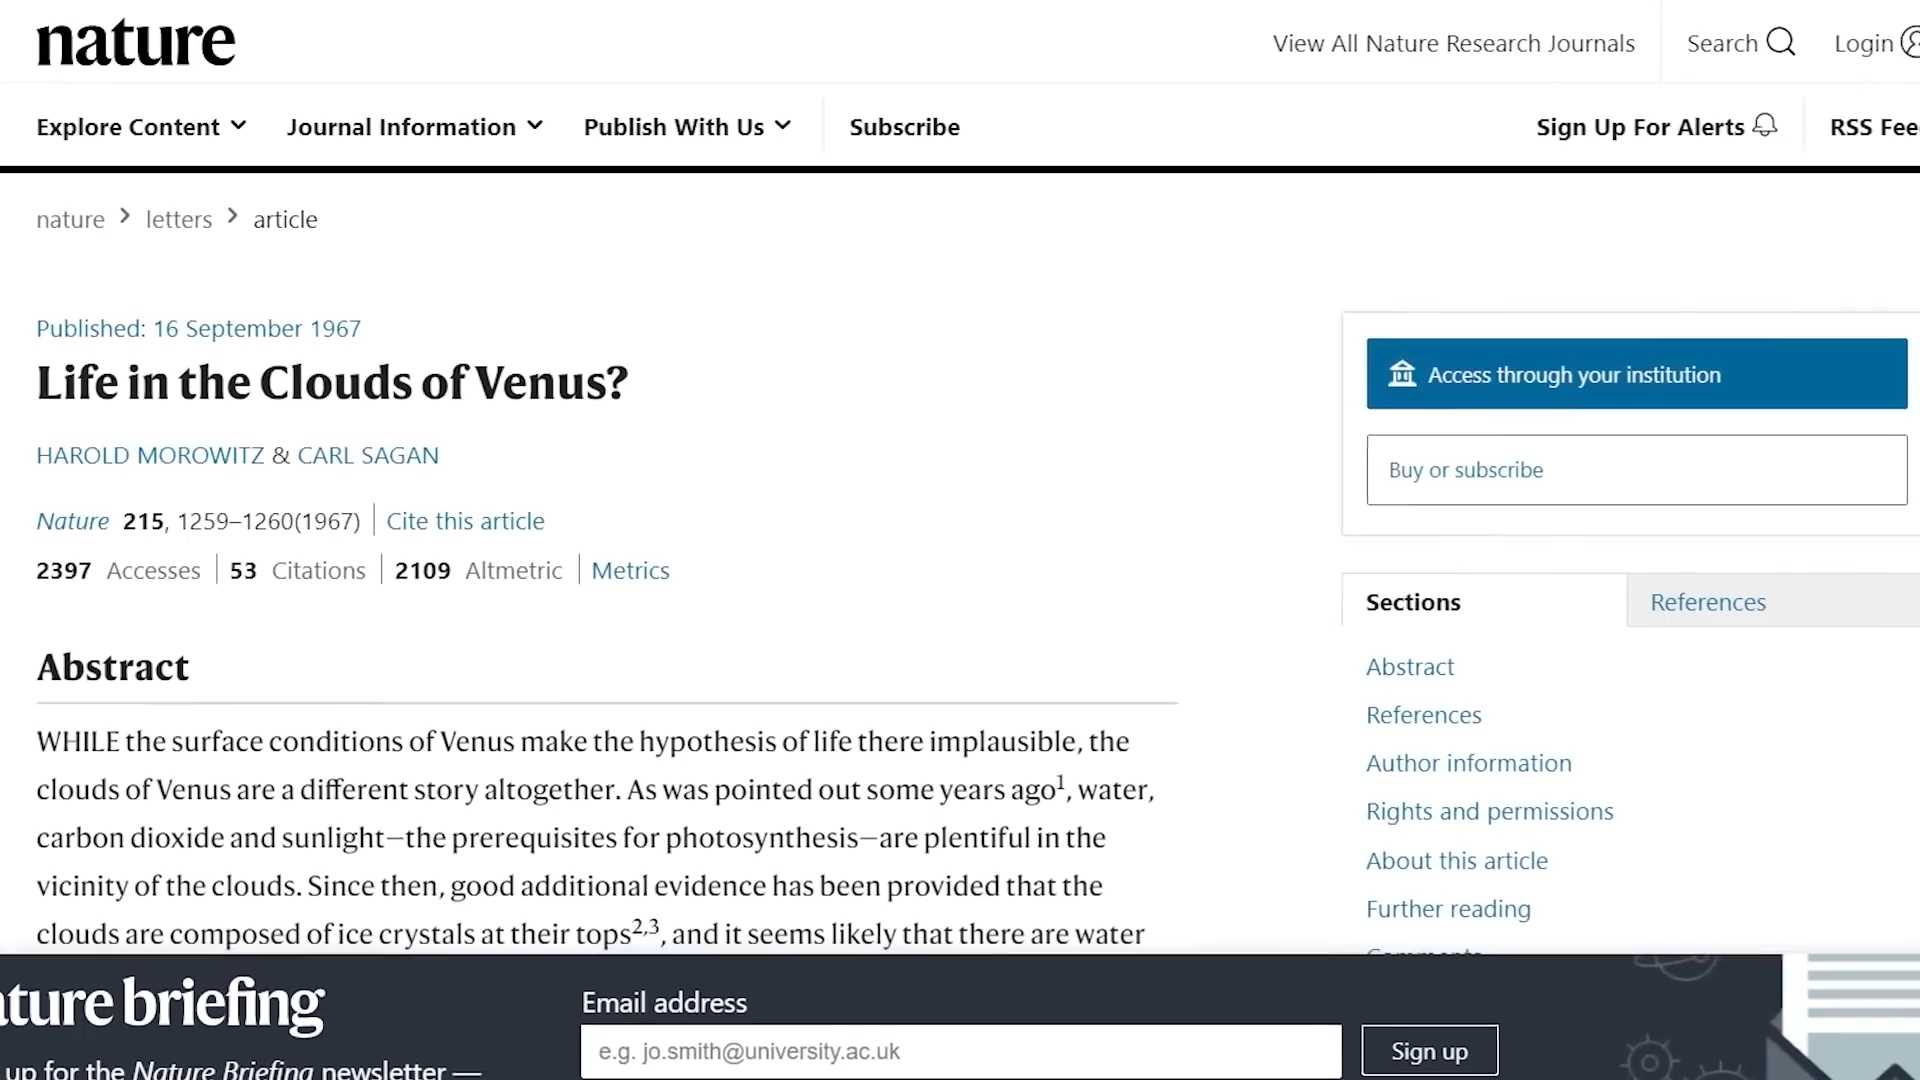 nature
View All Nature Research Journals
Search
Login
Explore Content
Journal Information
Publish With Us
Subscribe
Sign Up For Alerts
RSS
nature > letters > article
Published: 16 September 1967
Life in the Clouds of Venus?
HAROLD MOROWITZ & CARL SAGAN
Nature 215, 1259–1260(1967) Cite this article
2397 Accesses 53 Citations 2109 Altmetric Metrics
Abstract
WHILE the surface conditions of Venus make the hypothesis of life there implausible, the
clouds of Venus are a different story altogether. As was pointed out some years ago1, water,
carbon dioxide and sunlight—the prerequisites for photosynthesis—are plentiful in the
vicinity of the clouds. Since then, good additional evidence has been provided that the
clouds are composed of ice crystals at their tops2,3, and it seems likely that there are water
Access through your institution
Buy or subscribe
Sections
References
Abstract
References
Author information
Rights and permissions
About this article
Further reading
briefing
up for the Nature Briefing newsletter —
Email address
e.g. jo.smith@university.ac.uk
Sign up